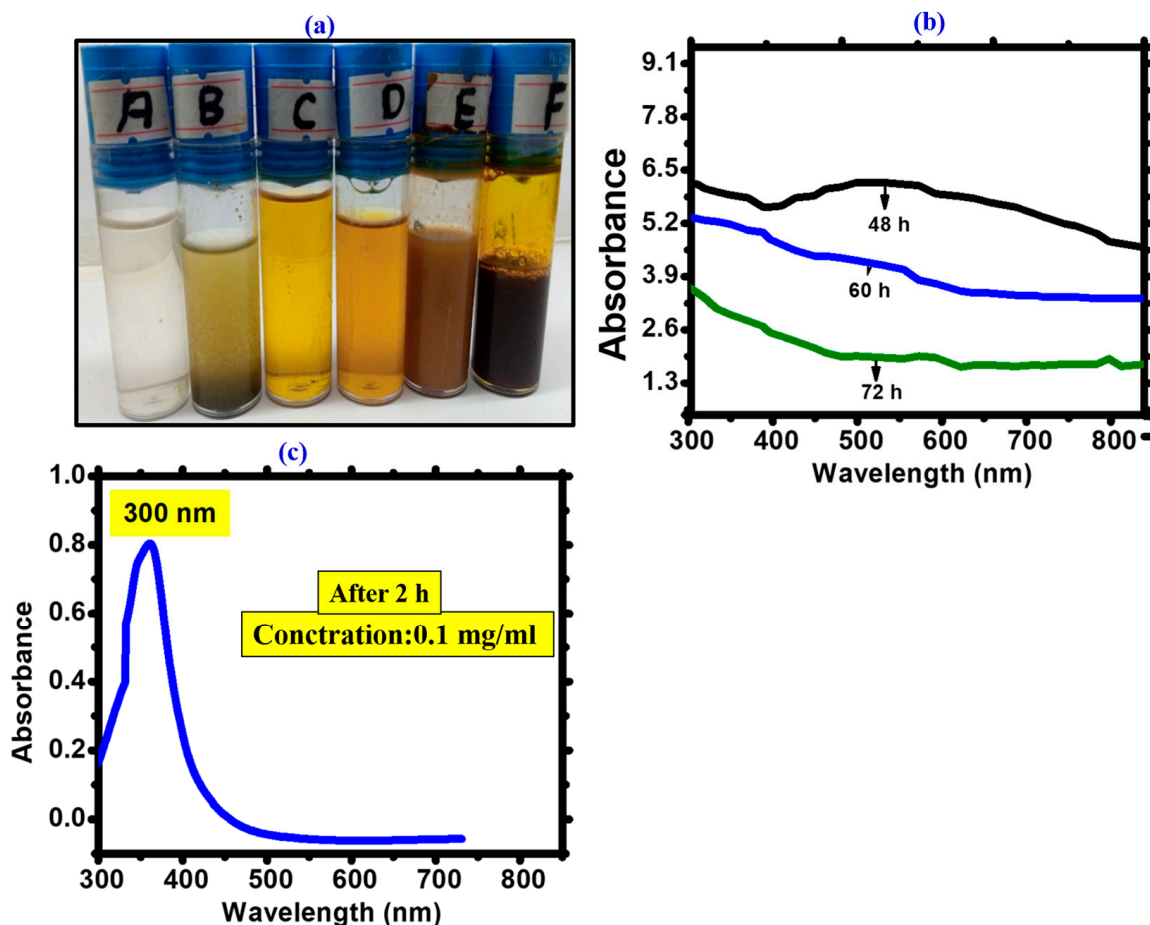 (a)
A B C D E F
(b)
9.1
7.8
6.5
5.2
3.9
2.6
1.3
Absorbance
48 h
60 h
72 h
300 400 500 600 700 800
Wavelength (nm)
(c)
1.0
0.8
0.6
0.4
0.2
0.0
Absorbance
300 nm
After 2 h
Conctration:0.1 mg/ml
300 400 500 600 700 800
Wavelength (nm)